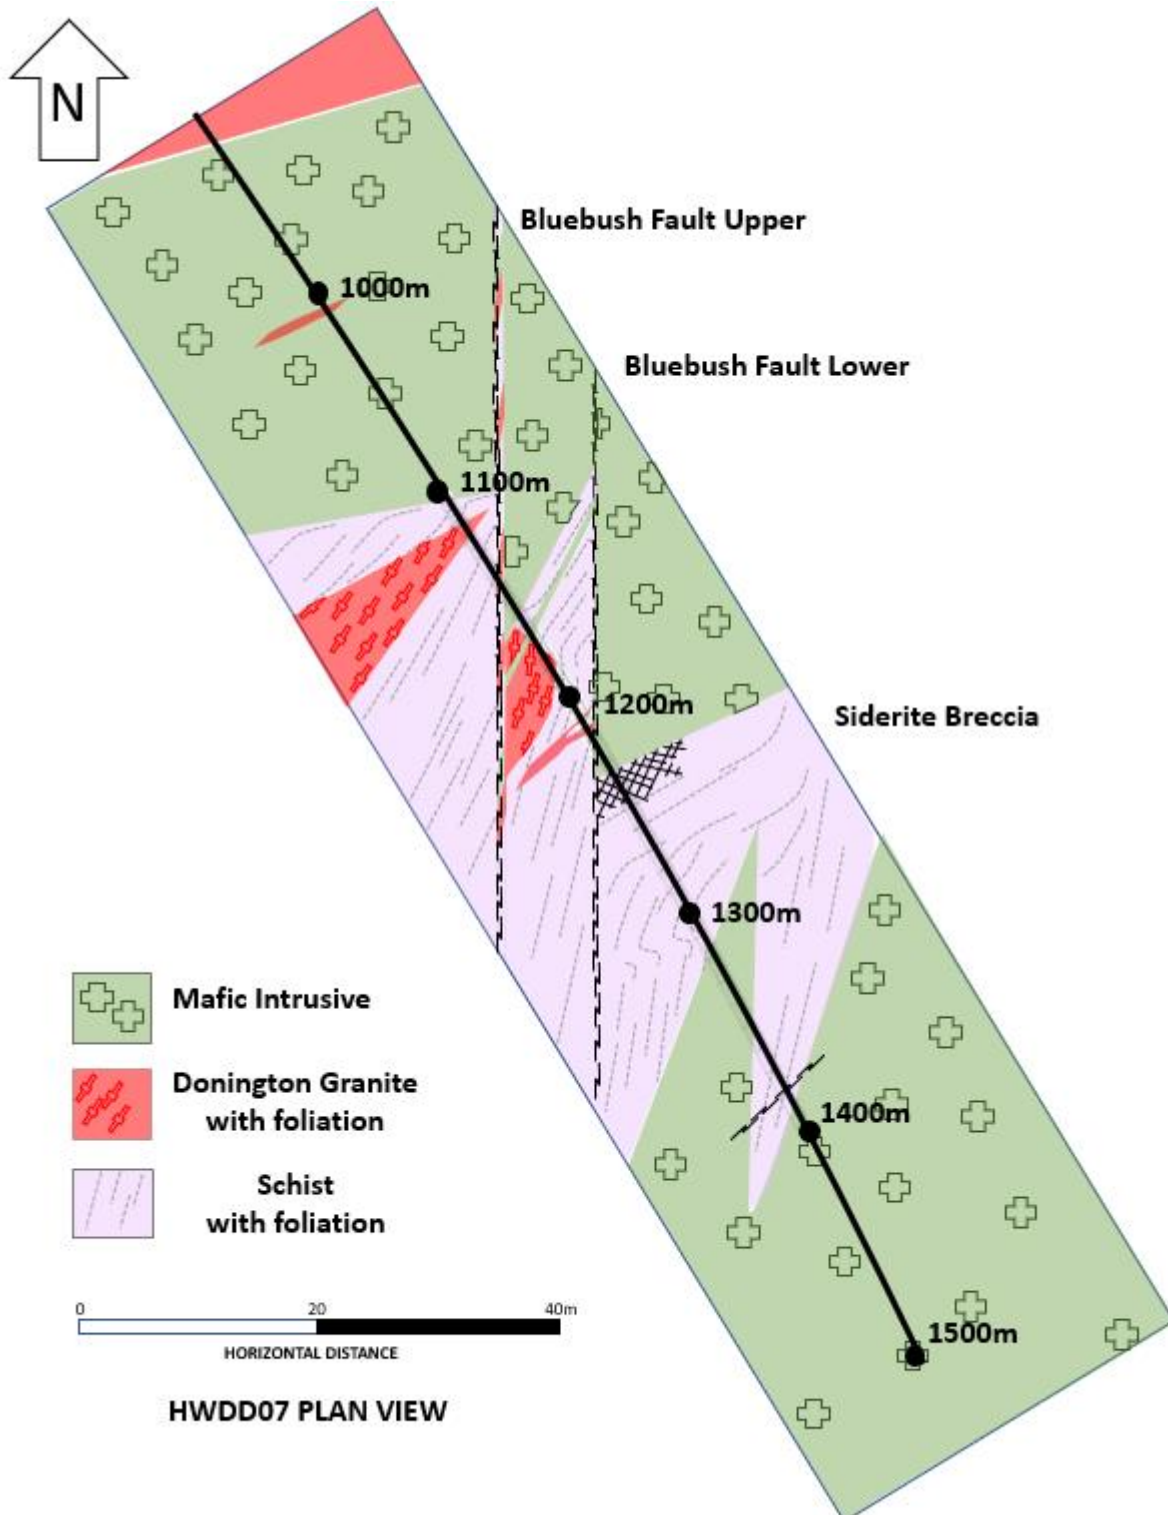 N
Bluebush Fault Upper
1000m
Bluebush Fault Lower
1100m
1200m
Siderite Breccia
1300m
Mafic Intrusive
Donington Granite
with foliation
1400m
Schist
with foliation
0 20 40m
HORIZONTAL DISTANCE
1500m
HWDD07 PLAN VIEW